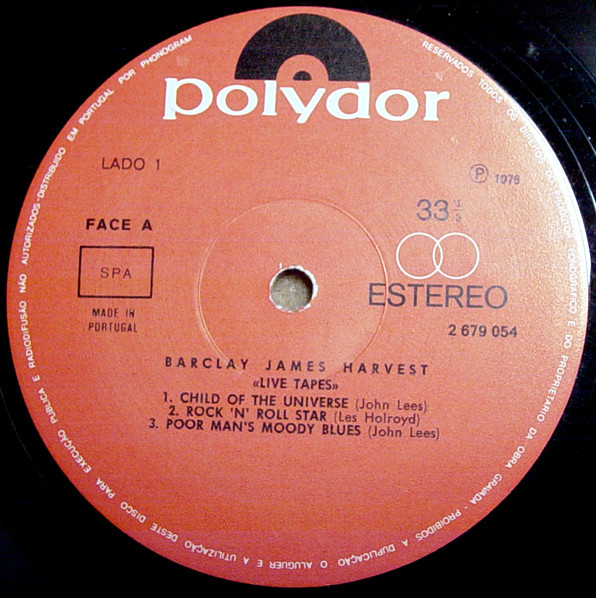 polydor
LADO 1
Ⓟ 1978
FACE A
33 1/3
SPA
ESTEREO
MADE IN
PORTUGAL
2 679 054
BARCLAY JAMES HARVEST
«LIVE TAPES»
1. CHILD OF THE UNIVERSE (John Lees)
2. ROCK 'N' ROLL STAR (Les Holroyd)
3. POOR MAN'S MOODY BLUES (John Lees)
RESERVADOS TODOS OS DIREITOS DO PRODUTOR FONOGRÁFICO E DO PROPRIETÁRIO DA OBRA GRAVADA - PROIBIDOS A DUPLICAÇÃO O ALUGUER E A UTILIZAÇÃO DESTE DISCO PARA EXECUÇÃO PÚBLICA E RADIODIFUSÃO NÃO AUTORIZADOS-DISTRIBUÍDO EM PORTUGAL POR PHONOGRAM